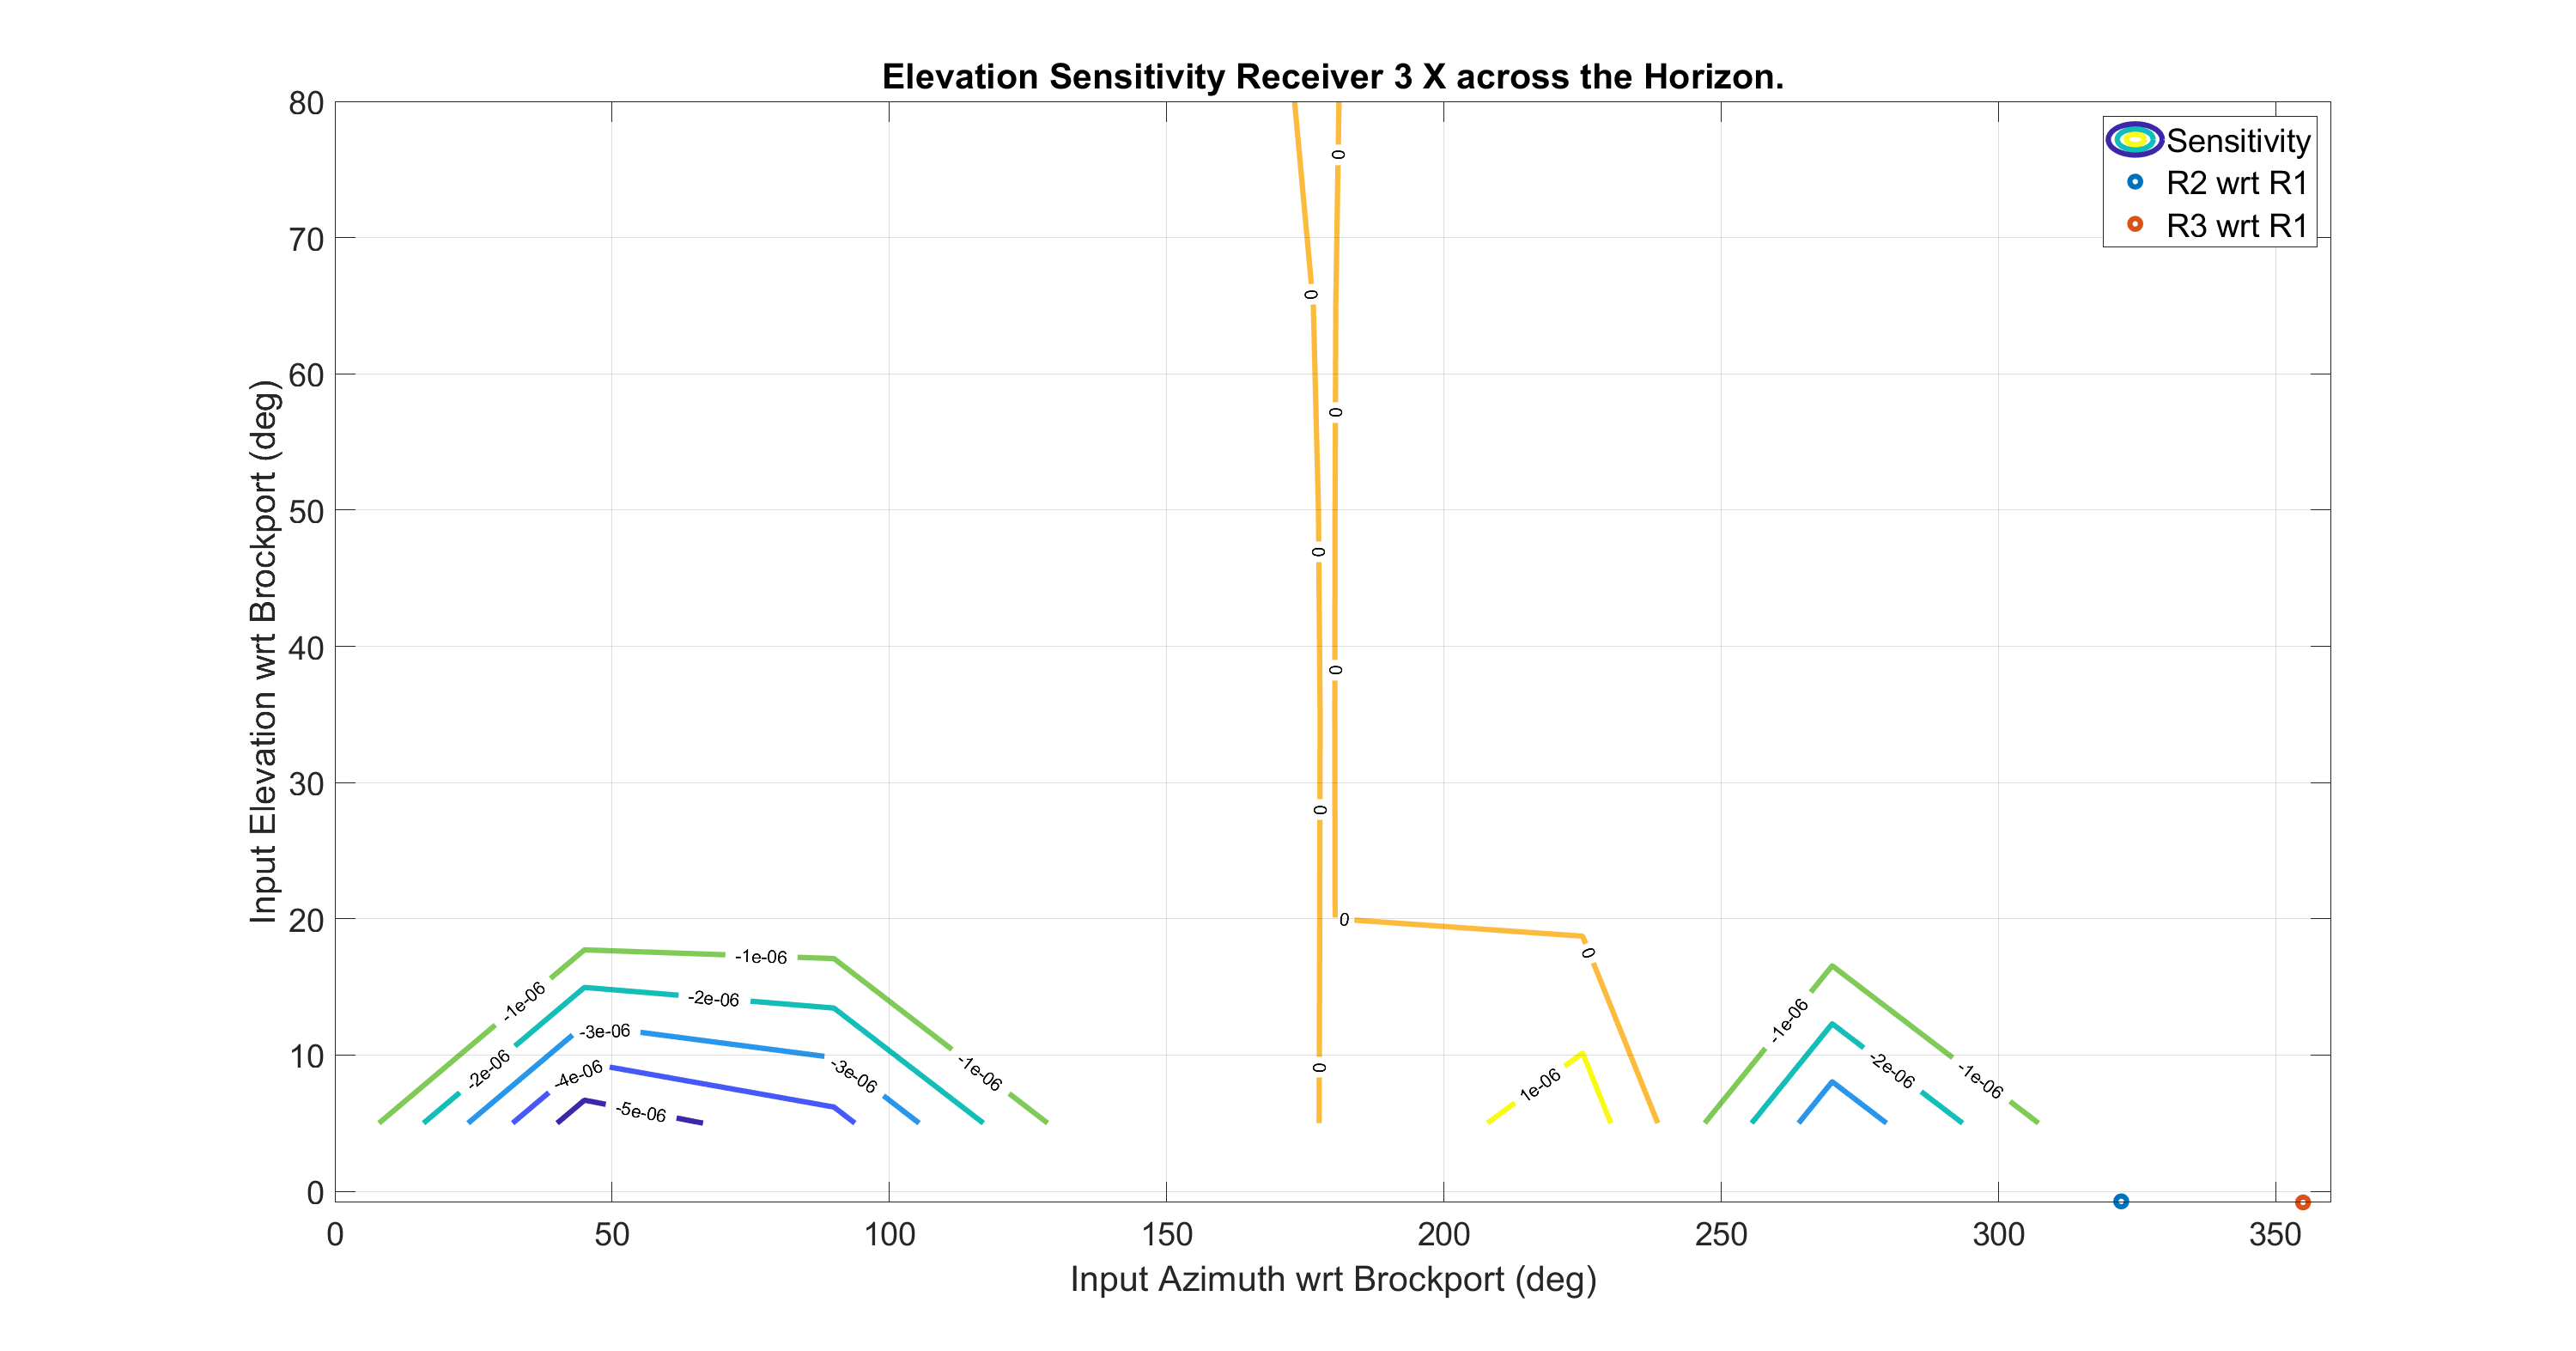 Elevation Sensitivity Receiver 3 X across the Horizon.
Sensitivity
R2 wrt R1
R3 wrt R1
Input Elevation wrt Brockport (deg)
80
70
60
50
40
30
20
10
0
0
0
0
0
0
0
0
0
0
0
-1e-06
-1e-06
-1e-06
-2e-06
-2e-06
-3e-06
-3e-06
-4e-06
-5e-06
1e-06
-1e-06
-1e-06
-2e-06
0 50 100 150 200 250 300 350
Input Azimuth wrt Brockport (deg)